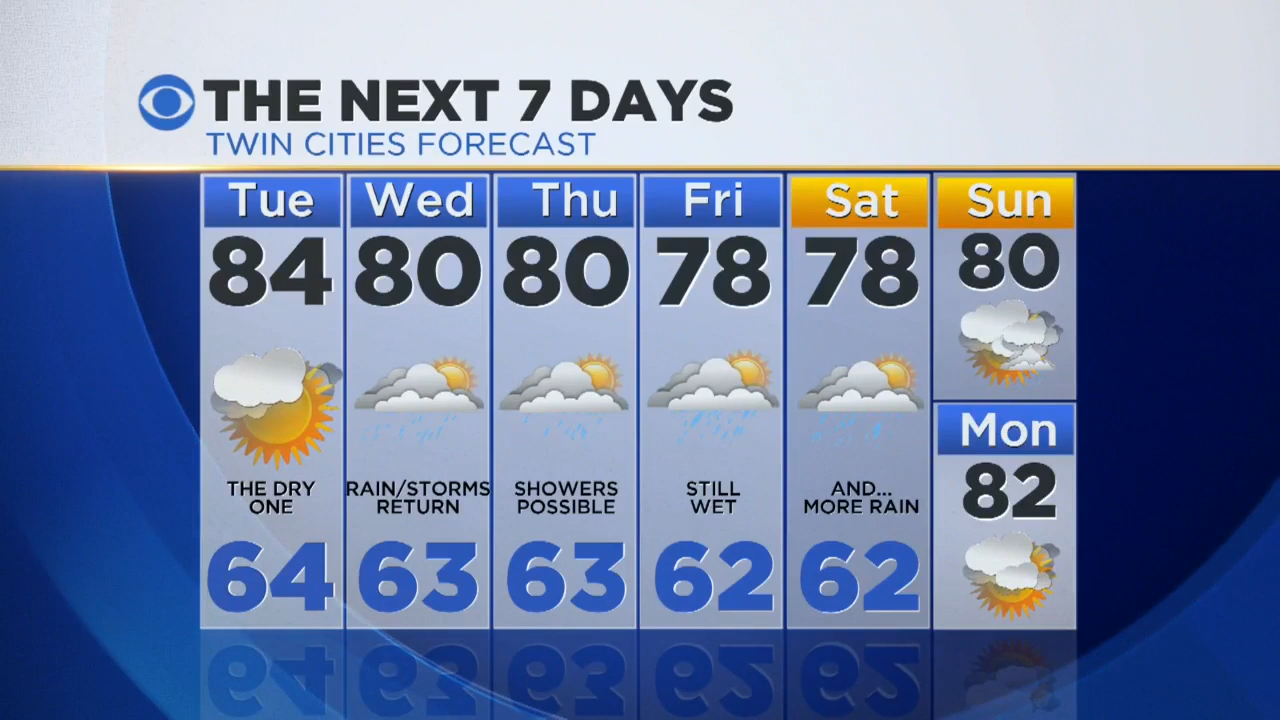 THE NEXT 7 DAYS
TWIN CITIES FORECAST
Tue
84
THE DRY
ONE
64
Wed
80
RAIN/STORMS
RETURN
63
Thu
80
SHOWERS
POSSIBLE
63
Fri
78
STILL
WET
62
Sat
78
AND...
MORE RAIN
62
Sun
80
Mon
82